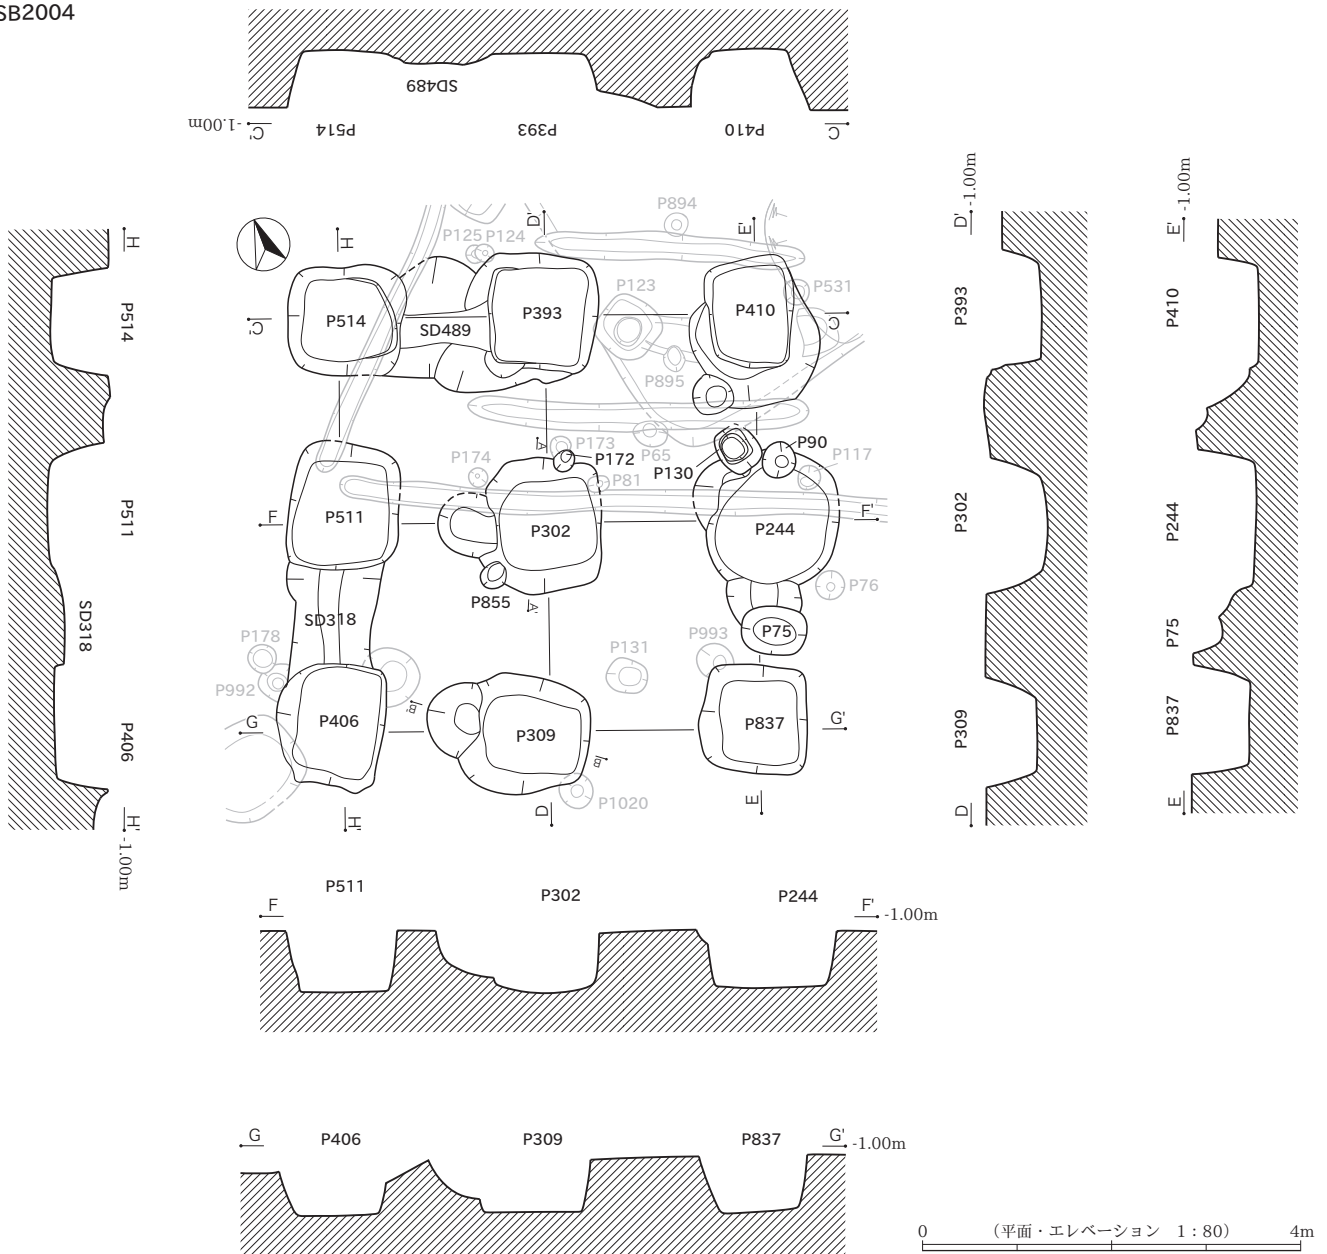 SB2004
SD489
-1.00m
C'
P514
P393
P410
C
D'
-1.00m
E'
-1.00m
H
D'
P894
E'
H
P125
P124
P123
P531
P514
C'
P514
SD489
P393
P410
C
P393
P410
P895
A
P173
P172
P65
P90
P174
P81
P130
P117
P511
F
P511
P302
P244
F'
P302
P244
P855
A'
P76
SD318
SD318
P75
P75
P178
P131
P993
P992
B'
P406
G
P406
P309
P837
G'
P309
P837
B
P1020
H'
-1.00m
H'
D
E
D
E
P511
P302
P244
F
F'
-1.00m
G
P406
P309
P837
G'
-1.00m
0
(平面・エレベーション 1:80)
4m